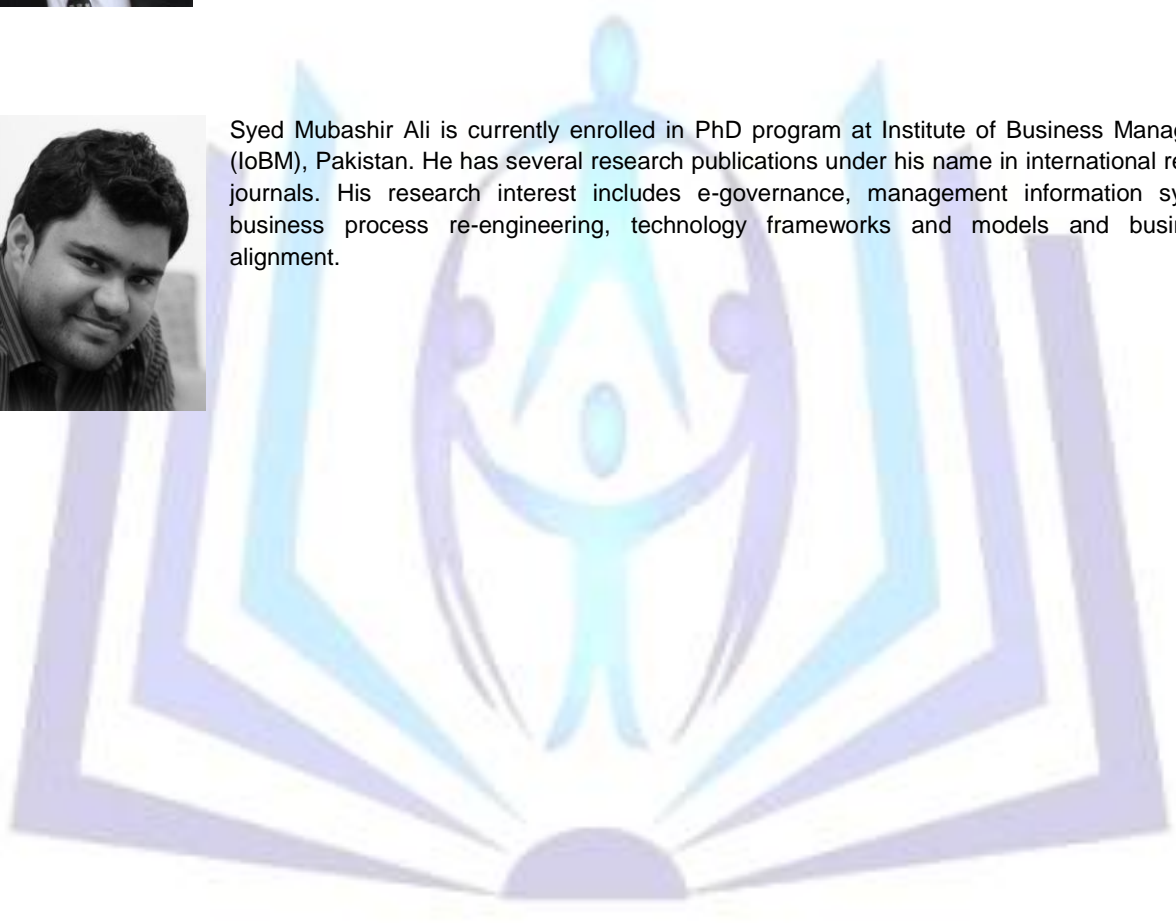 Syed Mubashir Ali is currently enrolled in PhD program at Institute of Business Manag
(IoBM), Pakistan. He has several research publications under his name in international re
journals. His research interest includes e-governance, management information sy
business process re-engineering, technology frameworks and models and busi
alignment.